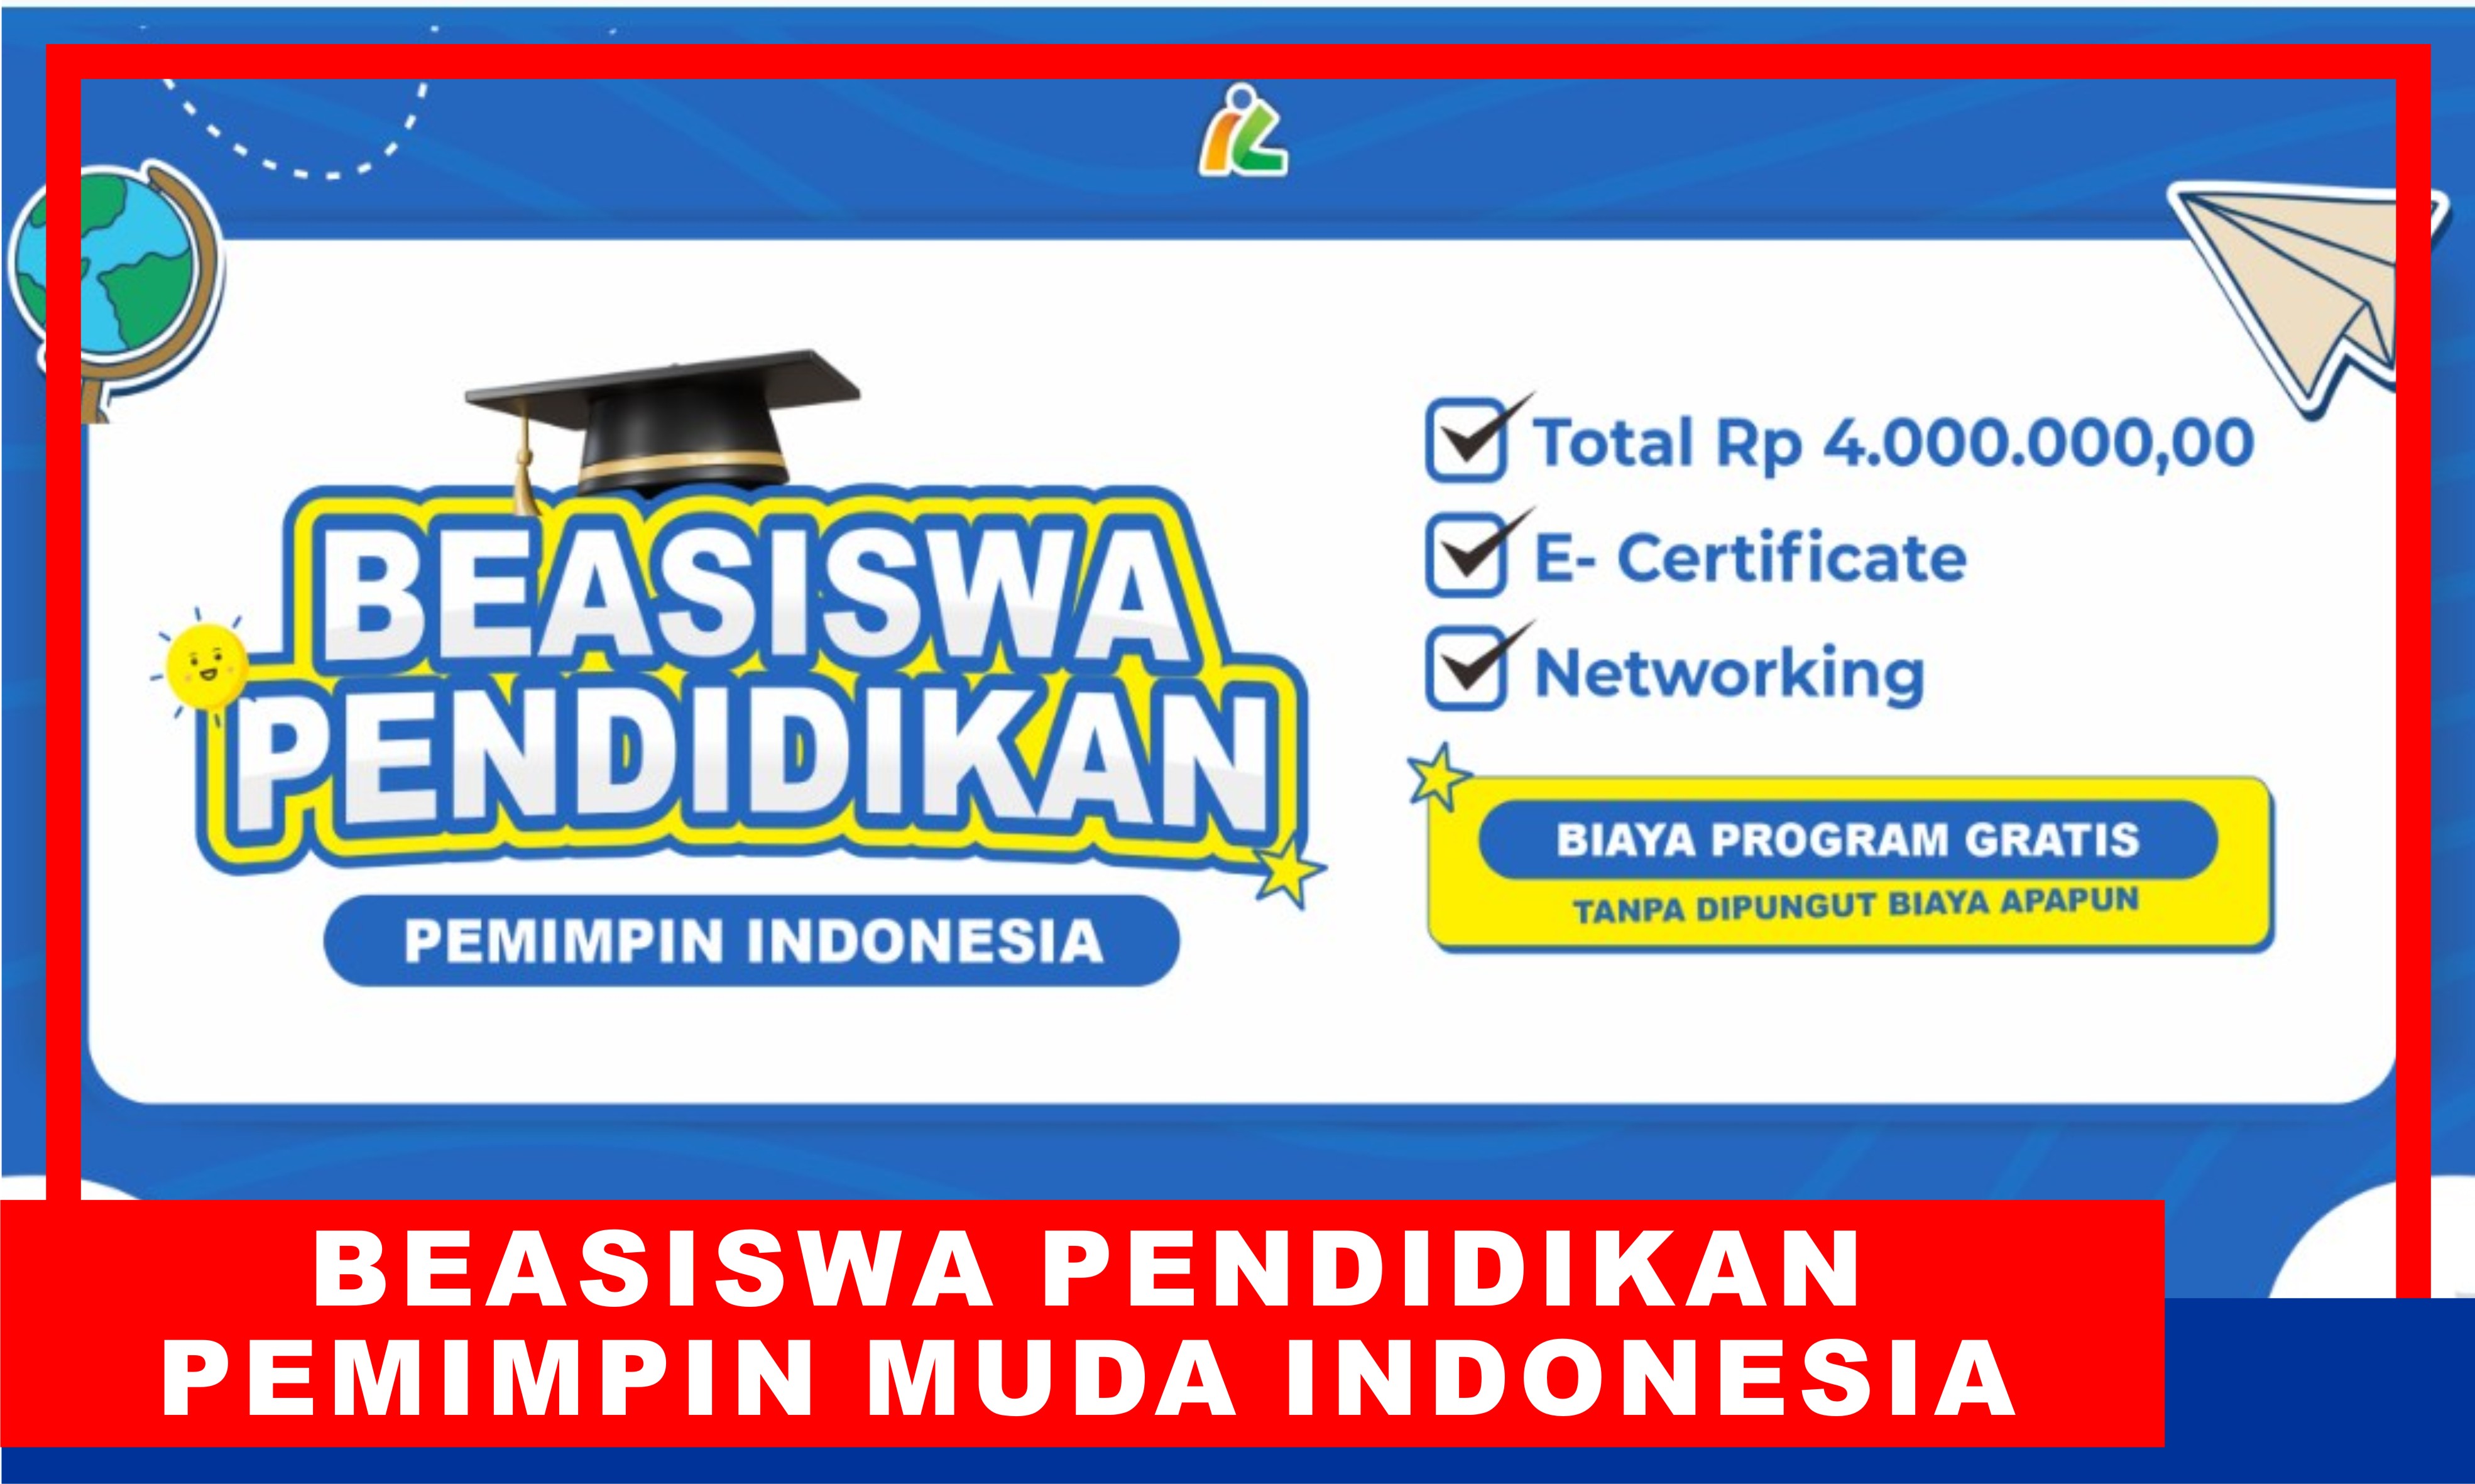 BEASISWA
PENDIDIKAN
PEMIMPIN INDONESIA
Total Rp 4.000.000,00
E- Certificate
Networking
BIAYA PROGRAM GRATIS
TANPA DIPUNGUT BIAYA APAPUN
BEASISWA PENDIDIKAN
PEMIMPIN MUDA INDONESIA